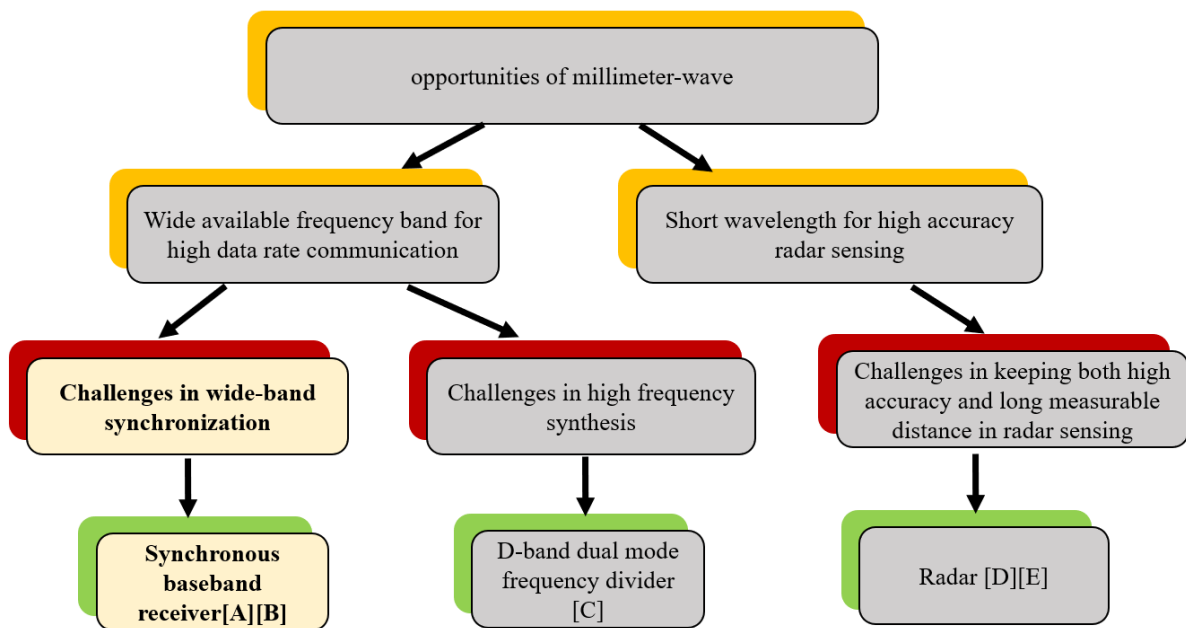 opportunities of millimeter-wave
Wide available frequency band for
high data rate communication
Short wavelength for high accuracy
radar sensing
Challenges in wide-band
synchronization
Challenges in high frequency
synthesis
Challenges in keeping both high
accuracy and long measurable
distance in radar sensing
Synchronous
baseband
receiver[A][B]
D-band dual mode
frequency divider
[C]
Radar [D][E]